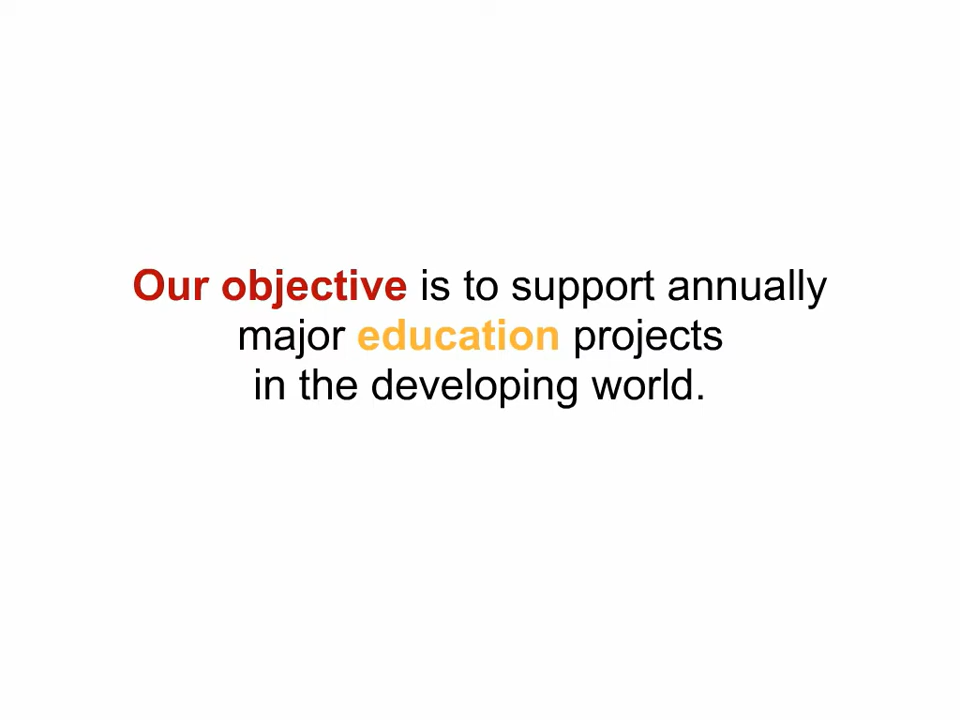 Our objective is to support annually
major education projects
in the developing world.